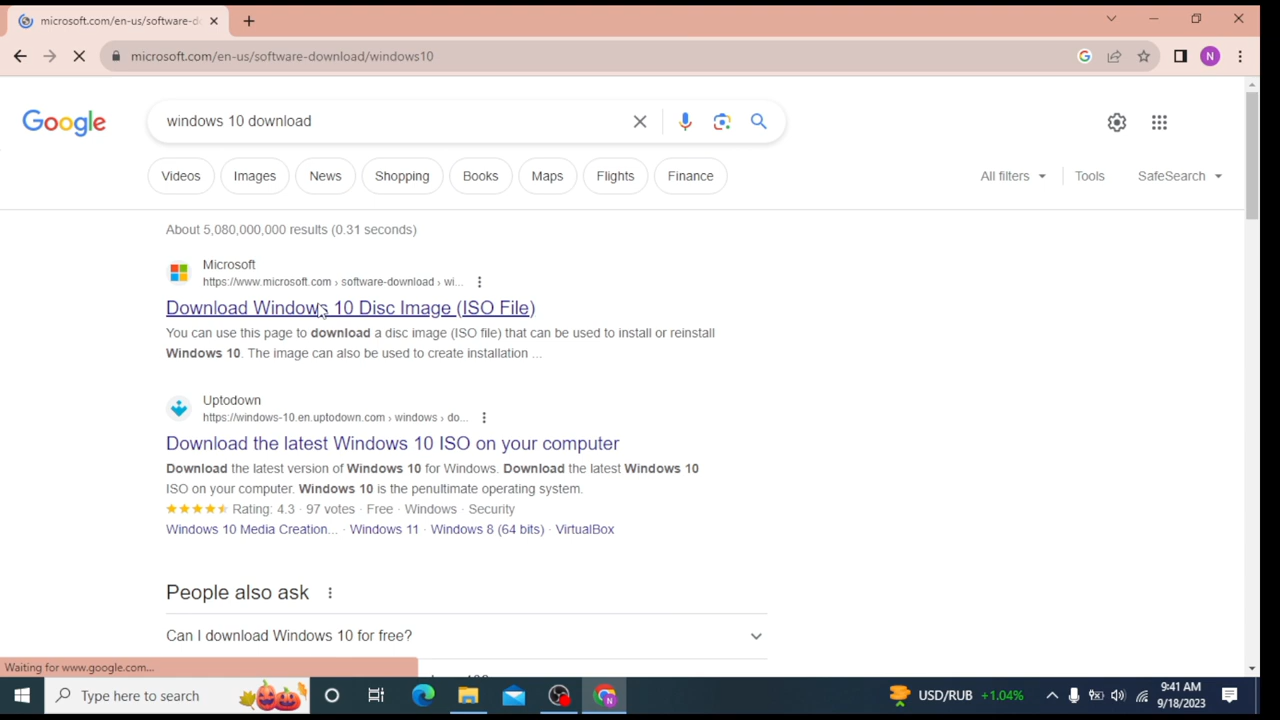 microsoft.com/en-us/software-d
microsoft.com/en-us/software-download/windows10
N
Google
windows 10 download
Videos
Images
News
Shopping
Books
Maps
Flights
Finance
All filters
Tools
SafeSearch
About 5,080,000,000 results (0.31 seconds)
Microsoft
https://www.microsoft.com › software-download › wi...
Download Windows 10 Disc Image (ISO File)
You can use this page to download a disc image (ISO file) that can be used to install or reinstall
Windows 10. The image can also be used to create installation ...
Uptodown
https://windows-10.en.uptodown.com › windows › do...
Download the latest Windows 10 ISO on your computer
Download the latest version of Windows 10 for Windows. Download the latest Windows 10
ISO on your computer. Windows 10 is the penultimate operating system.
Rating: 4.3 · 97 votes · Free · Windows · Security
Windows 10 Media Creation... · Windows 11 · Windows 8 (64 bits) · VirtualBox
People also ask
Can I download Windows 10 for free?
Waiting for www.google.com...
Type here to search
N
USD/RUB +1.04%
9:41 AM
9/18/2023